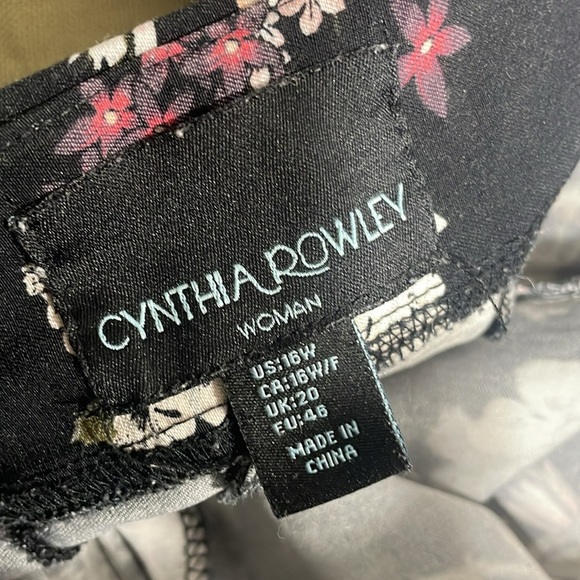 CYNTHIA ROWLEY
WOMAN
US:16W
CA:16W/F
UK:20
EU:46
MADE IN
CHINA